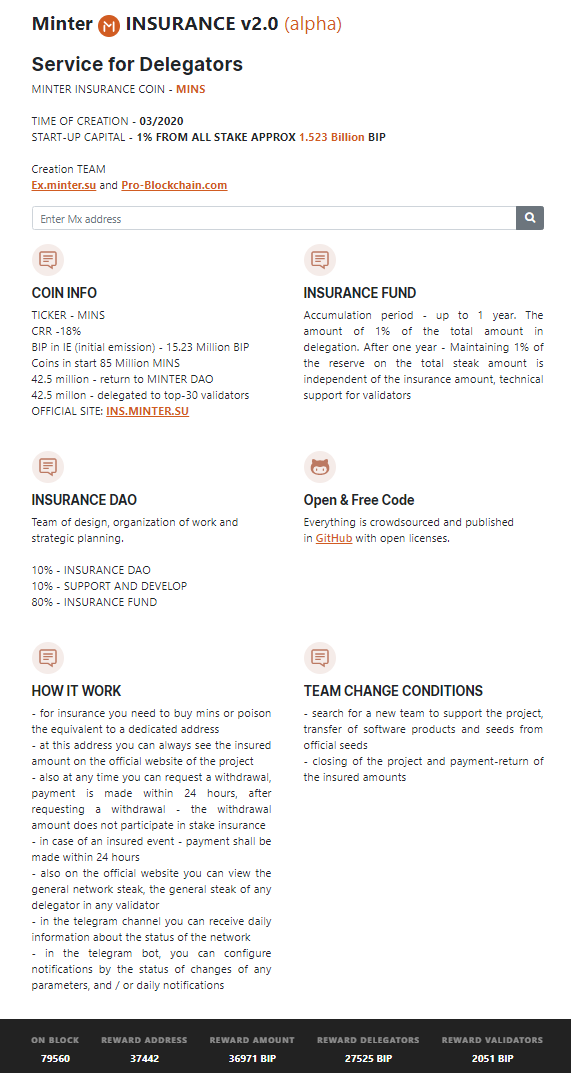 Minter INSURANCE v2.0 (alpha)
Service for Delegators
MINTER INSURANCE COIN - MINS
TIME OF CREATION - 03/2020
START-UP CAPITAL - 1% FROM ALL STAKE APPROX 1.523 Billion BIP
Creation TEAM
Ex.minter.su and Pro-Blockchain.com
Enter Mx address
COIN INFO
TICKER - MINS
CRR -18%
BIP in IE (initial emission) - 15.23 Million BIP
Coins in start 85 Million MINS
42.5 millon - return to MINTER DAO
42.5 millon - delegated to top-30 validators
OFFICIAL SITE: INS.MINTER.SU
INSURANCE FUND
Accumulation period - up to 1 year. The
amount of 1% of the total amount in
delegation. After one year - Maintaining 1% of
the reserve on the total steak amount is
independent of the insurance amount, technical
support for validators
INSURANCE DAO
Team of design, organization of work and
strategic planning.
10% - INSURANCE DAO
10% - SUPPORT AND DEVELOP
80% - INSURANCE FUND
Open & Free Code
Everything is crowdsourced and published
in GitHub with open licenses.
HOW IT WORK
- for insurance you need to buy mins or poison
the equivalent to a dedicated address
- at this address you can always see the insured
amount on the official website of the project
- also at any time you can request a withdrawal,
payment is made within 24 hours, after
requesting a withdrawal - the withdrawal
amount does not participate in stake insurance
- in case of an insured event - payment shall be
made within 24 hours
- also on the official website you can view the
general network steak, the general steak of any
delegator in any validator
- in the telegram channel you can receive daily
information about the status of the network
- in the telegram bot, you can configure
notifications by the status of changes of any
parameters, and / or daily notifications
TEAM CHANGE CONDITIONS
- search for a new team to support the project,
transfer of software products and seeds from
official seeds
- closing of the project and payment-return of
the insured amounts
ON BLOCK REWARD ADDRESS REWARD AMOUNT REWARD DELEGATORS REWARD VALIDATORS
79560 37442 36971 BIP 27525 BIP 2051 BIP